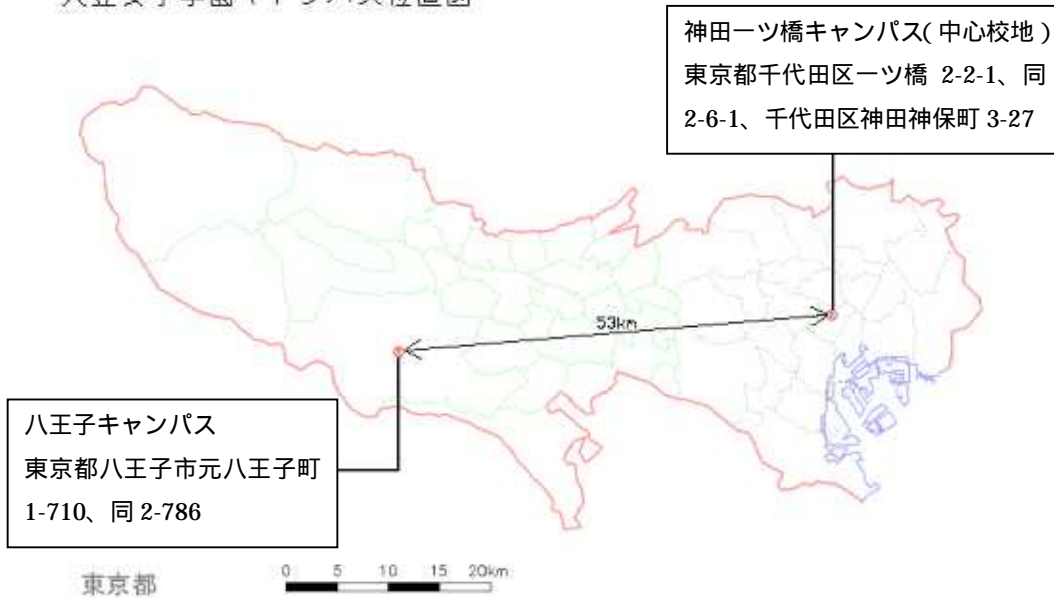 神田一ツ橋キャンパス(中心校地)
東京都千代田区一ツ橋 2-2-1、同
2-6-1、千代田区神田神保町 3-27
53km
八王子キャンパス
東京都八王子市元八王子町
1-710、同 2-786
東京都
0 5 10 15 20km